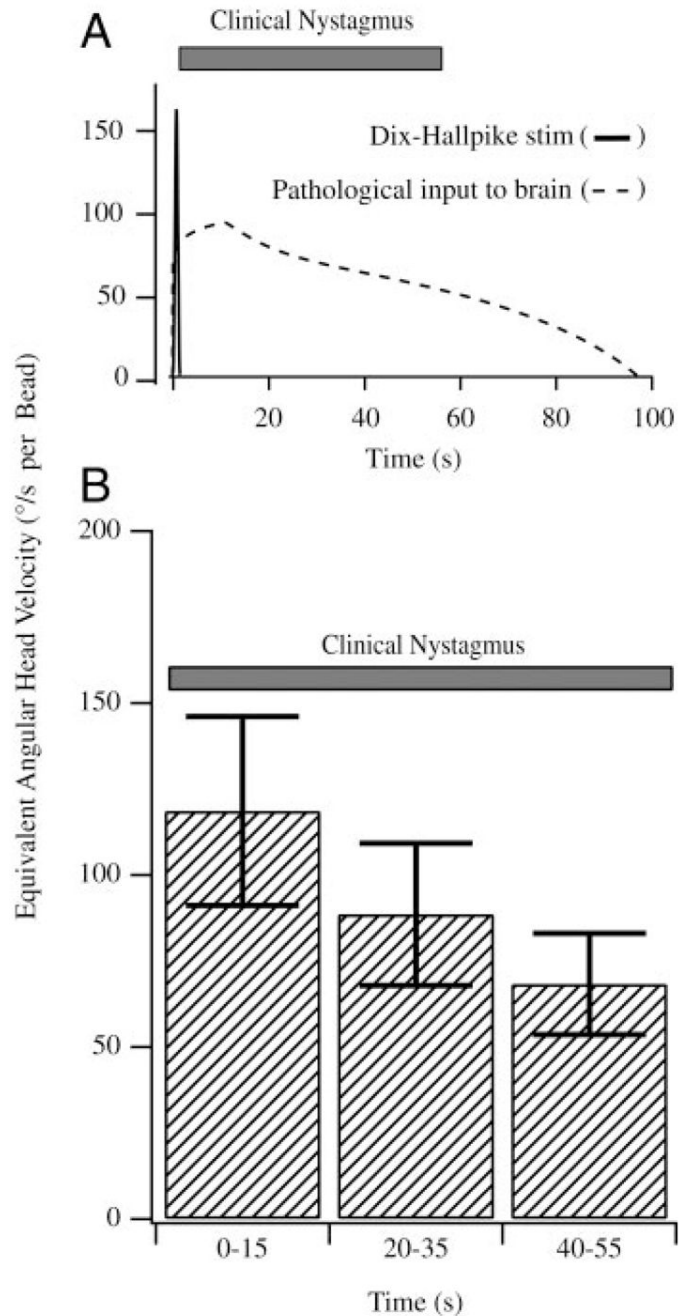 A
Clinical Nystagmus
150
100
50
0
Dix-Hallpike stim ( — )
Pathological input to brain ( - - - )
20 40 60 80 100
Time (s)
Equivalent Angular Head Velocity (°/s per Bead)
B
200
150
100
50
0
Clinical Nystagmus
0-15 20-35 40-55
Time (s)